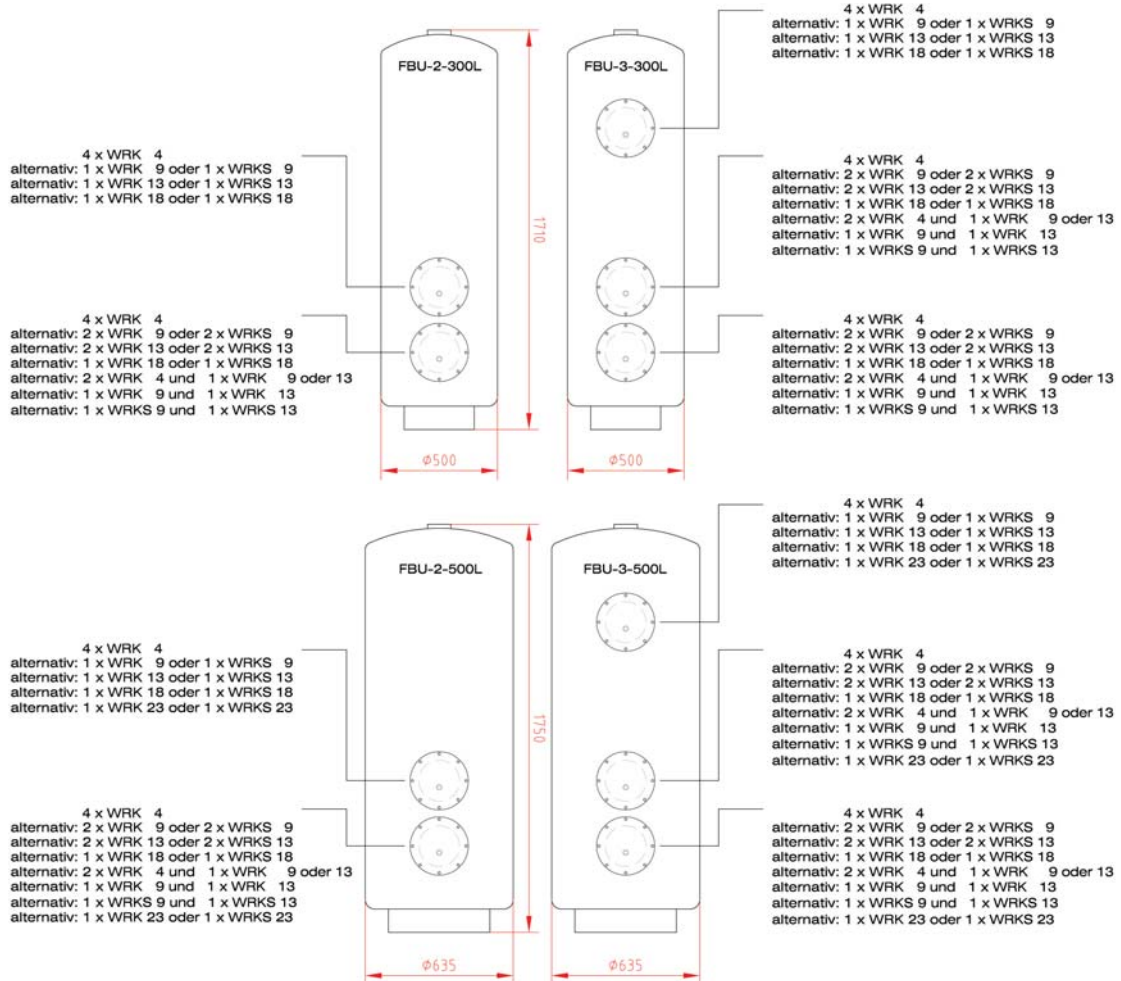 FBU-2-300L
4 x WRK 4
alternativ: 1 x WRK 9 oder 1 x WRKS 9
alternativ: 1 x WRK 13 oder 1 x WRKS 13
alternativ: 1 x WRK 18 oder 1 x WRKS 18
4 x WRK 4
alternativ: 2 x WRK 9 oder 2 x WRKS 9
alternativ: 2 x WRK 13 oder 2 x WRKS 13
alternativ: 1 x WRK 18 oder 1 x WRKS 18
alternativ: 2 x WRK 4 und 1 x WRK 9 oder 13
alternativ: 1 x WRK 9 und 1 x WRK 13
alternativ: 1 x WRKS 9 und 1 x WRKS 13
ø500
1710
FBU-3-300L
4 x WRK 4
alternativ: 1 x WRK 9 oder 1 x WRKS 9
alternativ: 1 x WRK 13 oder 1 x WRKS 13
alternativ: 1 x WRK 18 oder 1 x WRKS 18
4 x WRK 4
alternativ: 2 x WRK 9 oder 2 x WRKS 9
alternativ: 2 x WRK 13 oder 2 x WRKS 13
alternativ: 1 x WRK 18 oder 1 x WRKS 18
alternativ: 2 x WRK 4 und 1 x WRK 9 oder 13
alternativ: 1 x WRK 9 und 1 x WRK 13
alternativ: 1 x WRKS 9 und 1 x WRKS 13
4 x WRK 4
alternativ: 2 x WRK 9 oder 2 x WRKS 9
alternativ: 2 x WRK 13 oder 2 x WRKS 13
alternativ: 1 x WRK 18 oder 1 x WRKS 18
alternativ: 2 x WRK 4 und 1 x WRK 9 oder 13
alternativ: 1 x WRK 9 und 1 x WRK 13
alternativ: 1 x WRKS 9 und 1 x WRKS 13
ø500
FBU-2-500L
4 x WRK 4
alternativ: 1 x WRK 9 oder 1 x WRKS 9
alternativ: 1 x WRK 13 oder 1 x WRKS 13
alternativ: 1 x WRK 18 oder 1 x WRKS 18
alternativ: 1 x WRK 23 oder 1 x WRKS 23
4 x WRK 4
alternativ: 2 x WRK 9 oder 2 x WRKS 9
alternativ: 2 x WRK 13 oder 2 x WRKS 13
alternativ: 1 x WRK 18 oder 1 x WRKS 18
alternativ: 2 x WRK 4 und 1 x WRK 9 oder 13
alternativ: 1 x WRK 9 und 1 x WRK 13
alternativ: 1 x WRKS 9 und 1 x WRKS 13
alternativ: 1 x WRK 23 oder 1 x WRKS 23
ø635
1750
FBU-3-500L
4 x WRK 4
alternativ: 1 x WRK 9 oder 1 x WRKS 9
alternativ: 1 x WRK 13 oder 1 x WRKS 13
alternativ: 1 x WRK 18 oder 1 x WRKS 18
alternativ: 1 x WRK 23 oder 1 x WRKS 23
4 x WRK 4
alternativ: 2 x WRK 9 oder 2 x WRKS 9
alternativ: 2 x WRK 13 oder 2 x WRKS 13
alternativ: 1 x WRK 18 oder 1 x WRKS 18
alternativ: 2 x WRK 4 und 1 x WRK 9 oder 13
alternativ: 1 x WRK 9 und 1 x WRK 13
alternativ: 1 x WRKS 9 und 1 x WRKS 13
alternativ: 1 x WRK 23 oder 1 x WRKS 23
4 x WRK 4
alternativ: 2 x WRK 9 oder 2 x WRKS 9
alternativ: 2 x WRK 13 oder 2 x WRKS 13
alternativ: 1 x WRK 18 oder 1 x WRKS 18
alternativ: 2 x WRK 4 und 1 x WRK 9 oder 13
alternativ: 1 x WRK 9 und 1 x WRK 13
alternativ: 1 x WRKS 9 und 1 x WRKS 13
alternativ: 1 x WRK 23 oder 1 x WRKS 23
ø635